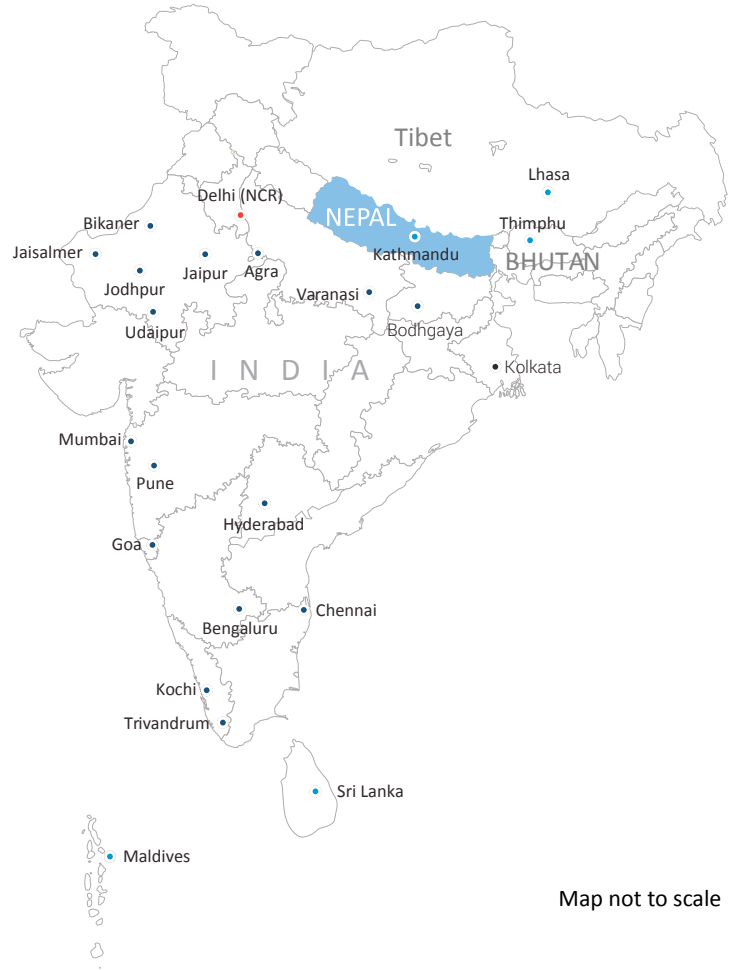 Tibet
Lhasa
Delhi (NCR)
NEPAL
Bikaner
Thimphu
Jaisalmer
Kathmandu
BHUTAN
Jaipur
Agra
Jodhpur
Varanasi
Udaipur
Bodhgaya
INDIA
Kolkata
Mumbai
Pune
Hyderabad
Goa
Chennai
Bengaluru
Kochi
Trivandrum
Sri Lanka
Maldives
Map not to scale